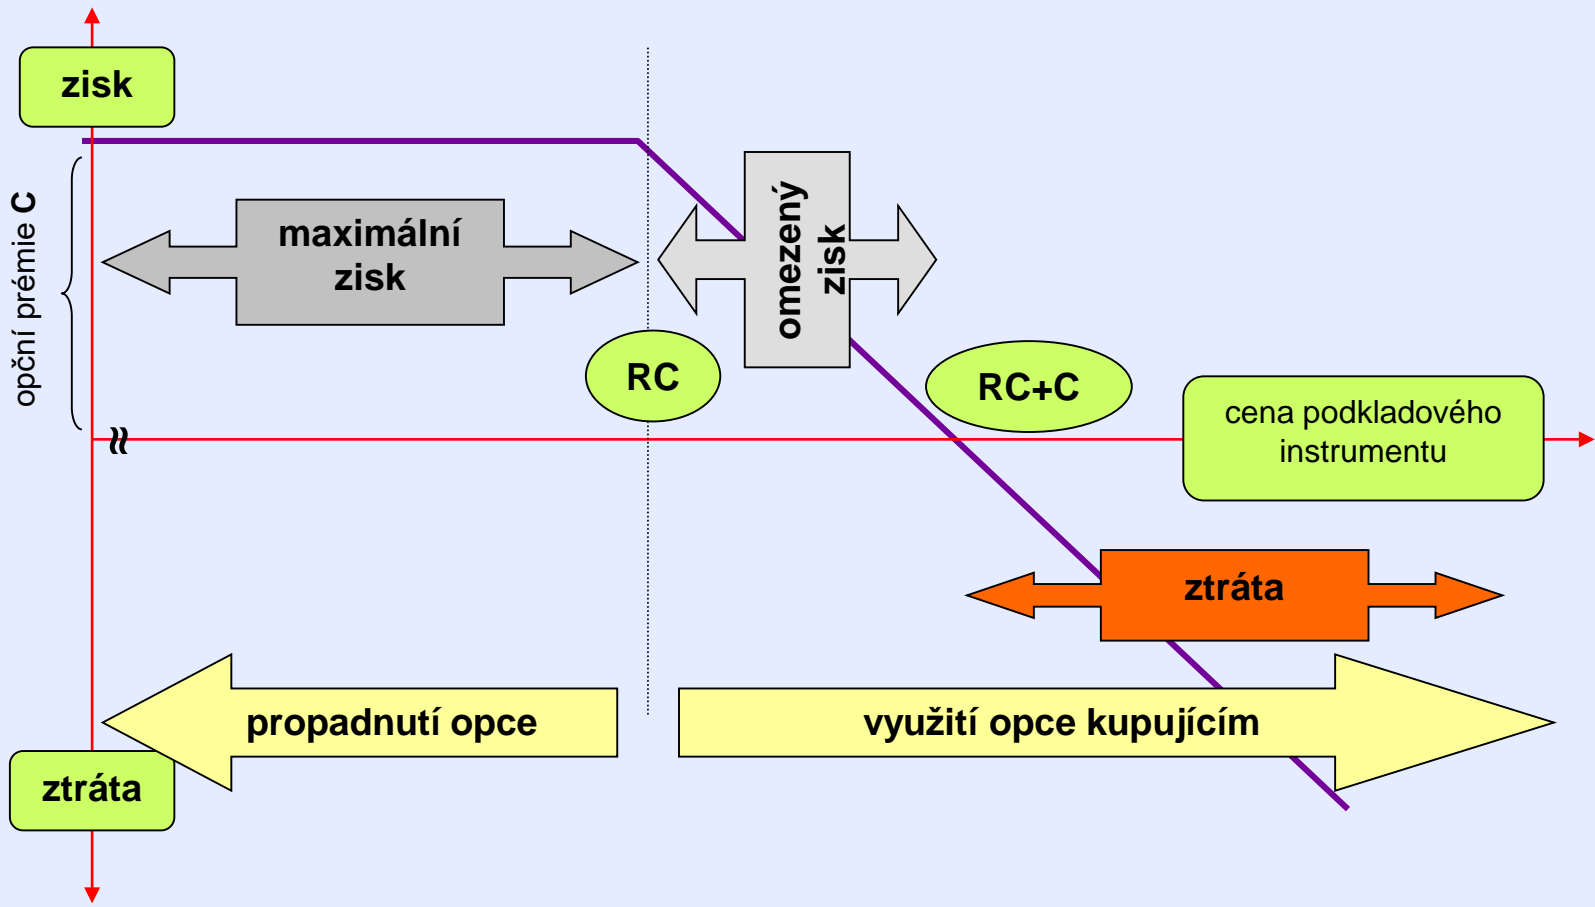 zisk
opční prémie C
maximální
zisk
omezený
zisk
RC
RC+C
cena podkladového
instrumentu
≈
ztráta
propadnutí opce
využití opce kupujícím
ztráta